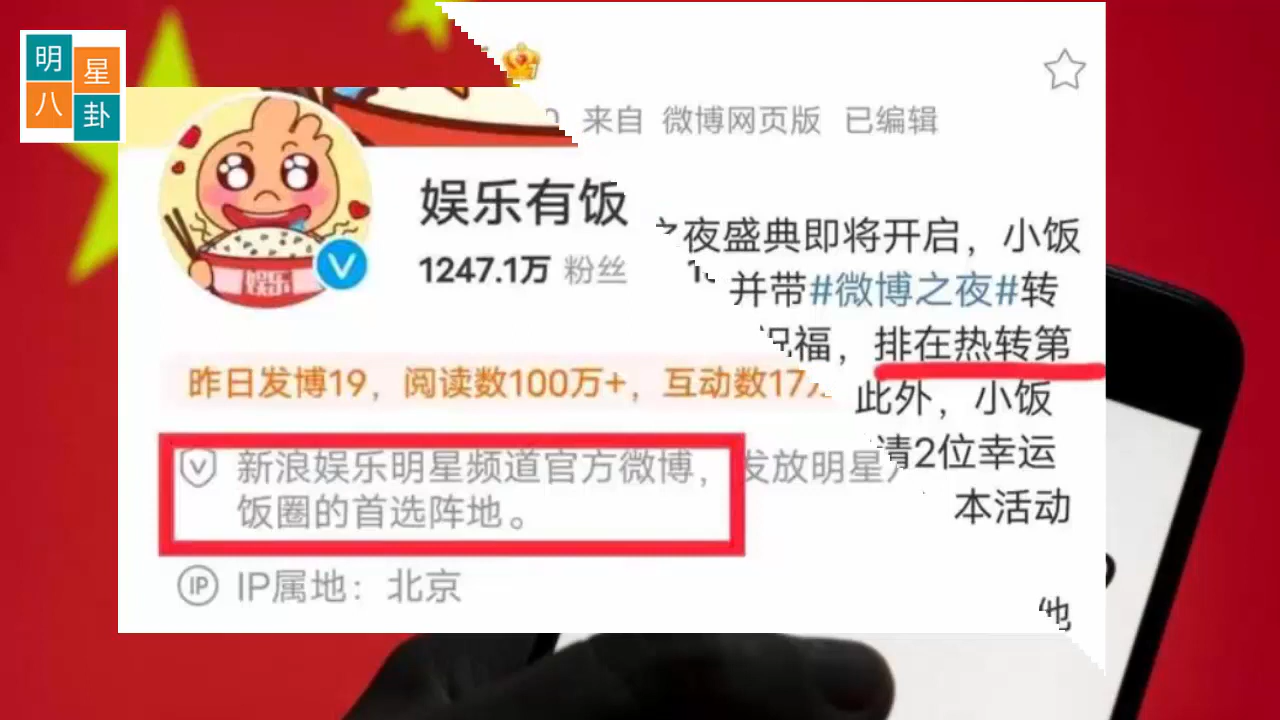 明星
八卦
来自 微博网页版 已编辑
娱乐有饭
1247.1万 粉丝
夜盛典即将开启，小饭
并带#微博之夜#转
祝福，排在热转第
昨日发博19，阅读数100万+，互动数17
此外，小饭
请2位幸运
新浪娱乐明星频道官方微博，发放明星
饭圈的首选阵地。
本活动
IP IP属地：北京
他
娱乐